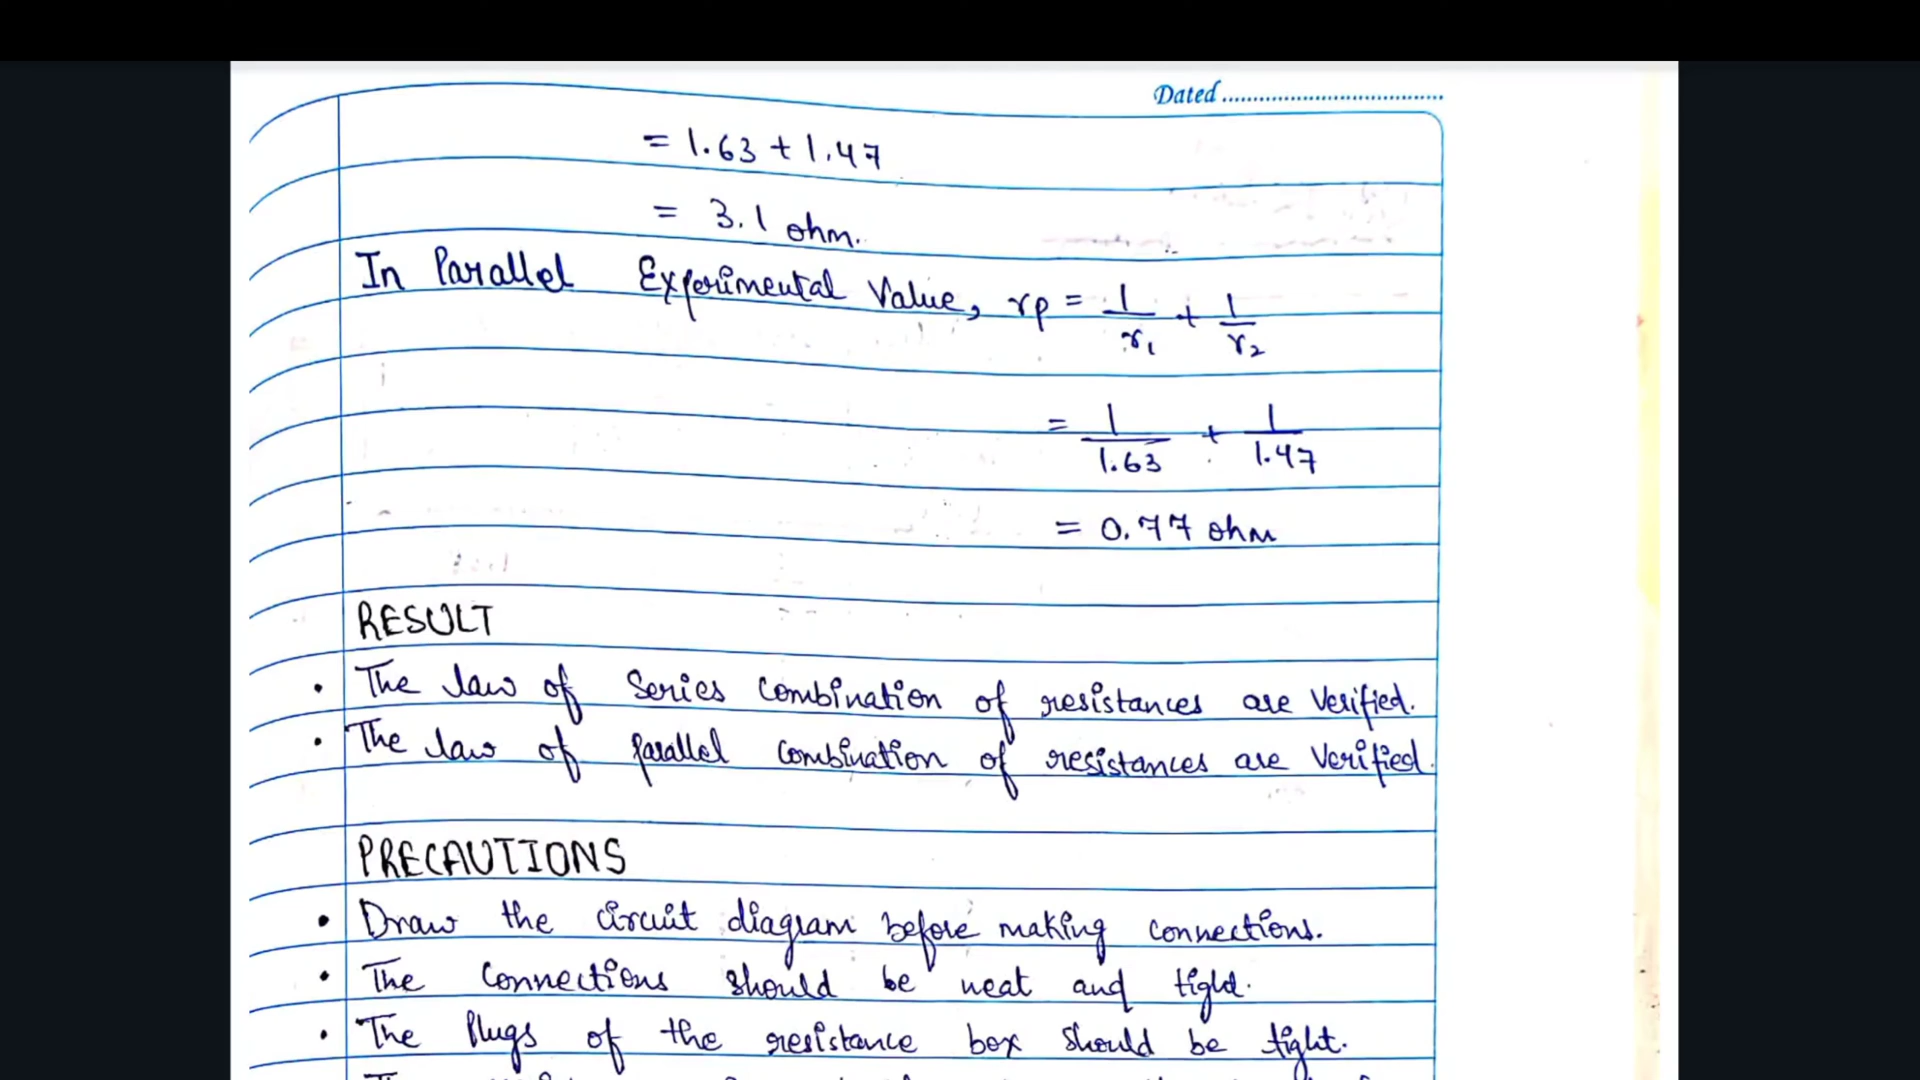 Dated
= 1.63 + 1.47
= 3.1 ohm.
In Parallel Experimental Value, rp = 1/r₁ + 1/r₂
= 1/1.63 + 1/1.47
= 0.77 ohm
RESULT
• The law of Series Combination of resistances are Verified.
• The law of parallel Combination of resistances are Verified.
PRECAUTIONS
• Draw the circuit diagram before making connections.
• The Connections should be neat and tight.
• The Plugs of the resistance box should be tight.